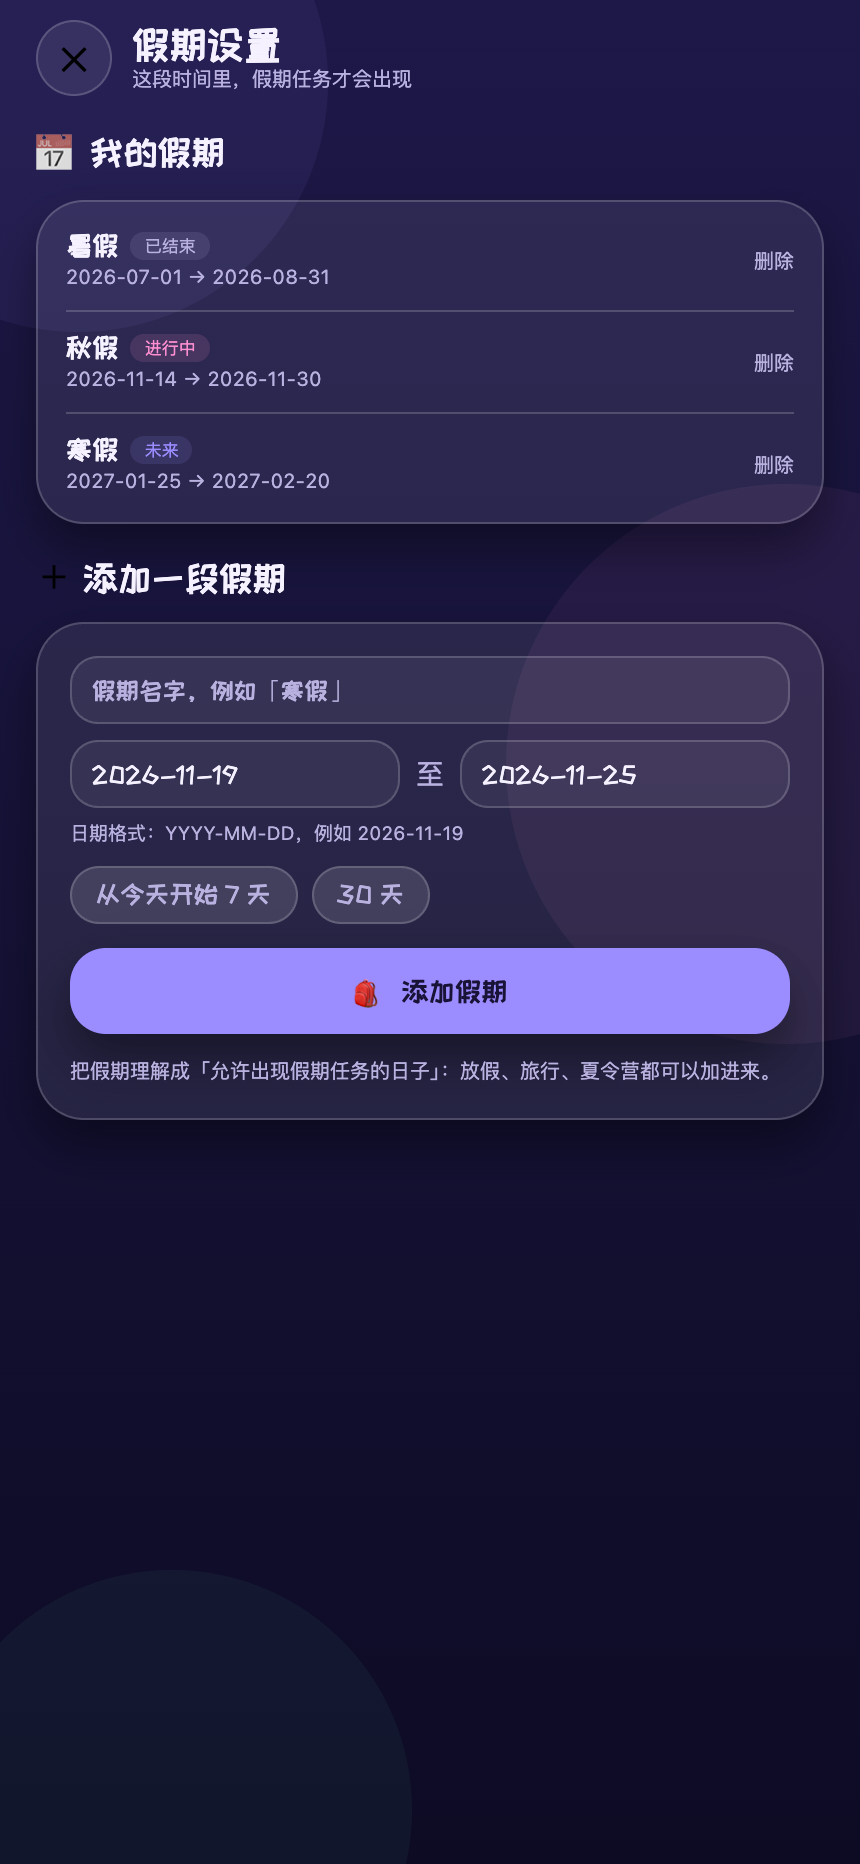 假期设置
这段时间里，假期任务才会出现
JUL
17
我的假期
暑假 已结束
2026-07-01 → 2026-08-31
删除
秋假 进行中
2026-11-14 → 2026-11-30
删除
寒假 未来
2027-01-25 → 2027-02-20
删除
+ 添加一段假期
假期名字，例如「寒假」
2026-11-19 至 2026-11-25
日期格式：YYYY-MM-DD，例如 2026-11-19
从今天开始 7 天 30 天
添加假期
把假期理解成「允许出现假期任务的日子」：放假、旅行、夏令营都可以加进来。